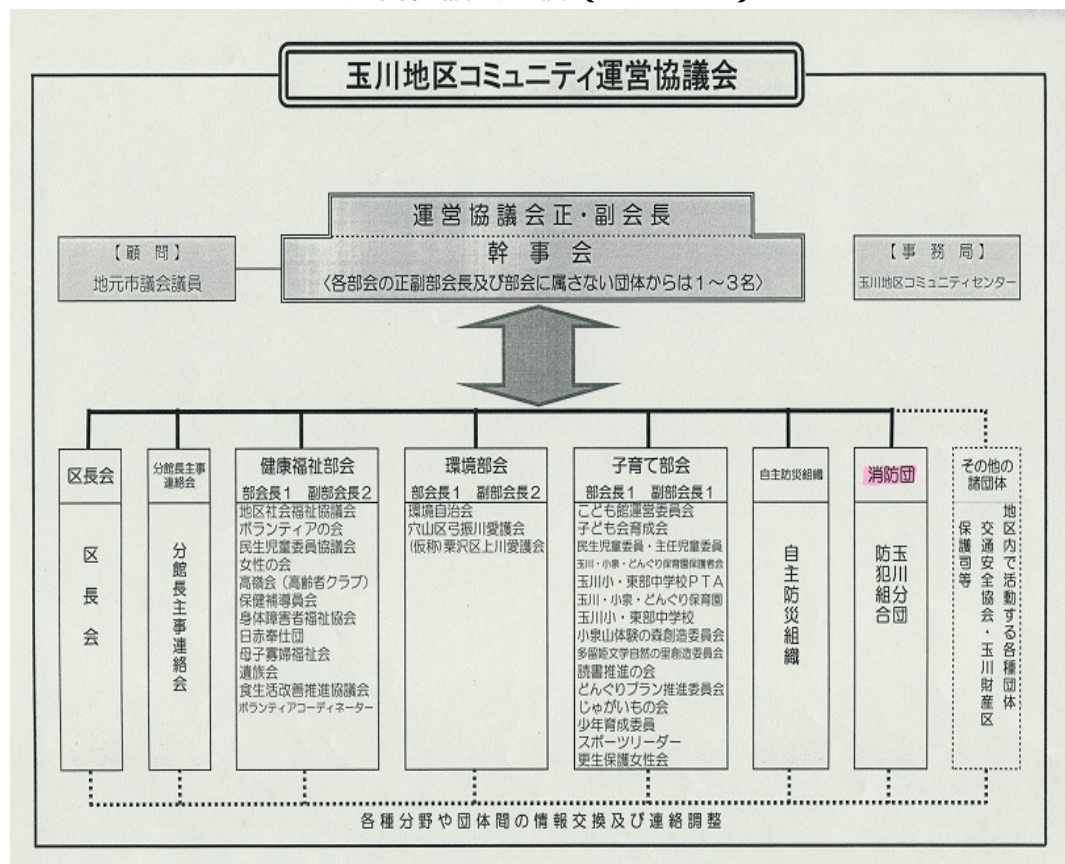 玉川地区コミュニティ運営協議会
運営協議会正・副会長
幹事会
〈各部会の正副部会長及び部会に属さない団体からは1～3名〉
【顧問】
地元市議会議員
【事務局】
玉川地区コミュニティセンター
区長会
区長会
分館長主事
連絡会
分館長主事連絡会
健康福祉部会
部会長1 副部会長2
地区社会福祉協議会
ボランティアの会
民生児童委員協議会
女性の会
高嶺会（高齢者クラブ）
保健補導員会
身体障害者福祉協会
日赤奉仕団
母子寡婦福祉会
遺族会
食生活改善推進協議会
ボランティアコーディネーター
環境部会
部会長1 副部会長2
環境自治会
穴山区弓振川愛護会
(仮称)粟沢区上川愛護会
子育て部会
部会長1 副部会長1
こども館運営委員会
子ども会育成会
民生児童委員・主任児童委員
玉川・小泉・どんぐり保育園保護者会
玉川小・東部中学校PTA
玉川・小泉・どんぐり保育園
玉川小・東部中学校
小泉山体験の森創造委員会
多留姫文学自然の里創造委員会
読書推進の会
どんぐりプラン推進委員会
じゃがいもの会
少年育成委員
スポーツリーダー
更生保護女性会
自主防災組織
自主防災組織
消防団
玉川分団
防犯組合
その他の
諸団体
地区内で活動する各種団体
交通安全協会・玉川財産区
保護司等
各種分野や団体間の情報交換及び連絡調整